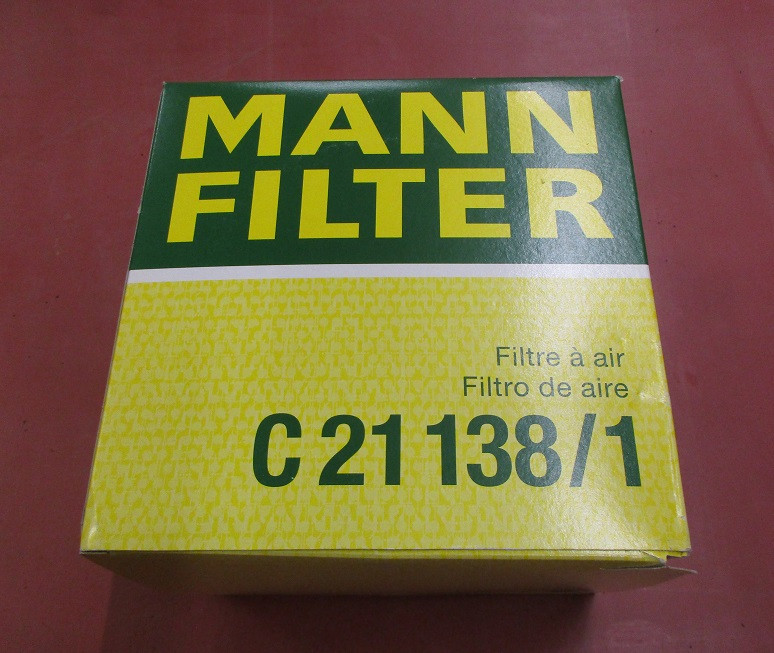 MANN
FILTER
Filtre à air
Filtro de aire
C 21 138/1